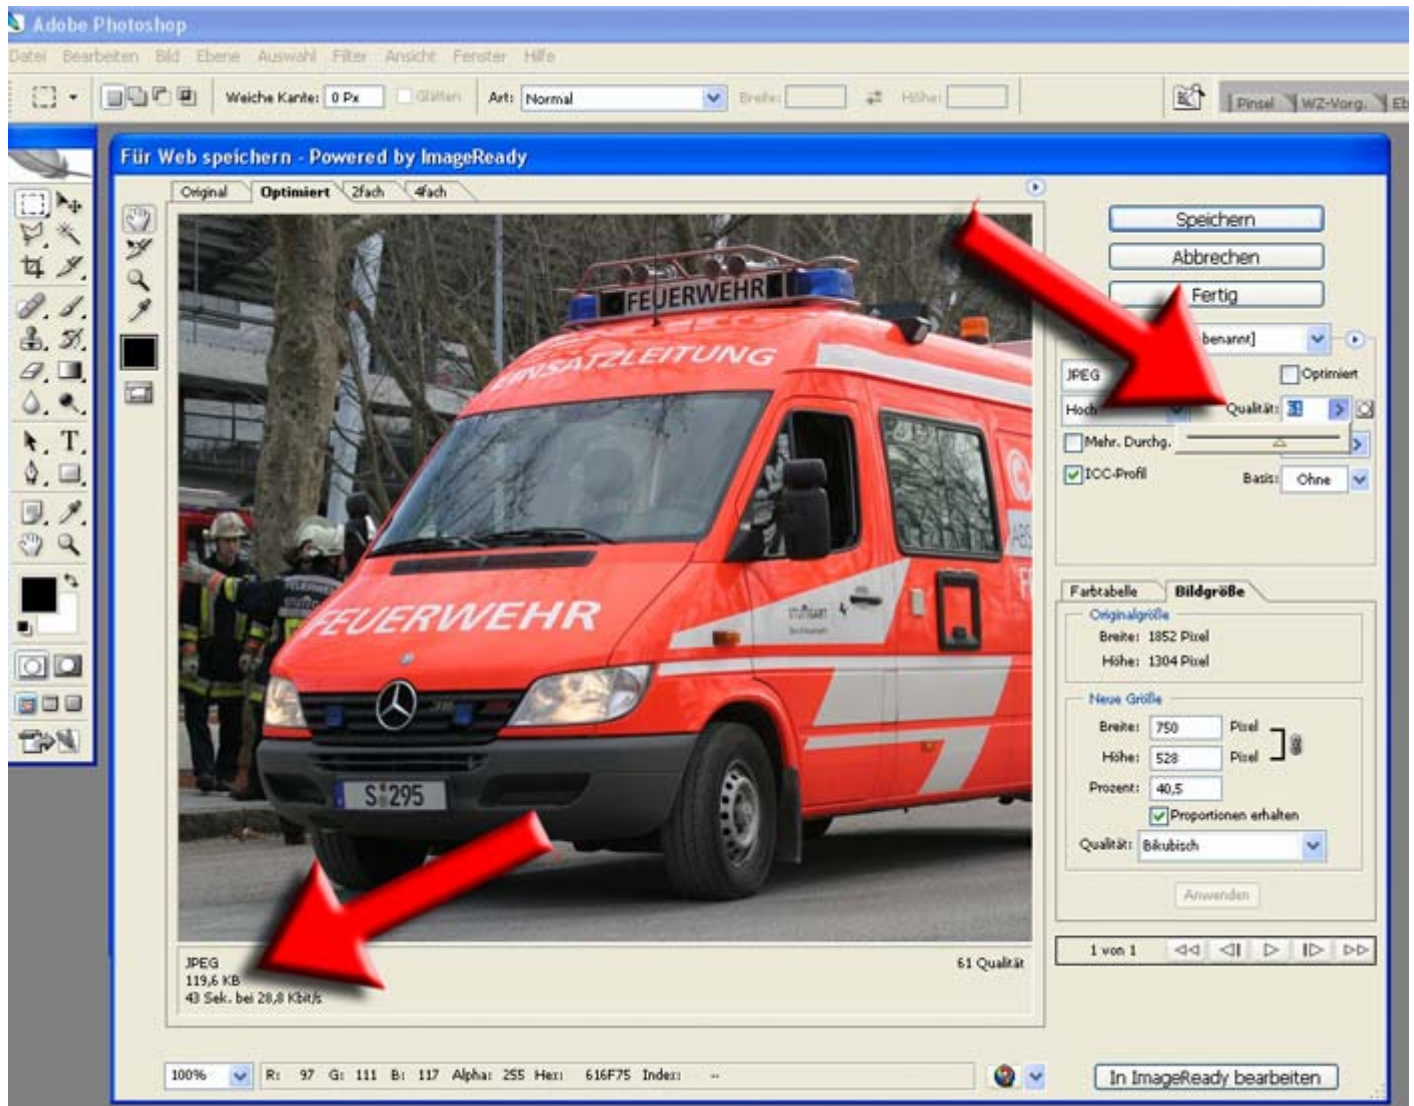 Adobe Photoshop
Datei Bearbeiten Bild Ebene Auswahl Filter Ansicht Fenster Hilfe
Weiche Kante: 0 Px Glätten Art: Normal Breite: Höhe: Pinsel WZ-Vorg. Eb
Für Web speichern - Powered by ImageReady
Original Optimiert 2fach 4fach
Speichern
Abbrechen
Fertig
benannt]
JPEG Optimiert
Hoch Qualität: 61
Mehr. Durchg.
ICC-Profil Basis: Ohne
FEUERWEHR
EINSATZLEITUNG
FEUERWEHR
STUTTGART
ABS
F
S 295
Farbtabelle Bildgröße
Originalgröße
Breite: 1852 Pixel
Höhe: 1304 Pixel
Neue Größe
Breite: 750 Pixel
Höhe: 528 Pixel
Prozent: 40,5
Proportionen erhalten
Qualität: Bikubisch
Anwenden
1 von 1
JPEG
119,6 KB
43 Sek. bei 28,8 Kbit/s
61 Qualität
100% R: 97 G: 111 B: 117 Alpha: 255 Hex: 616F75 Index: --
In ImageReady bearbeiten